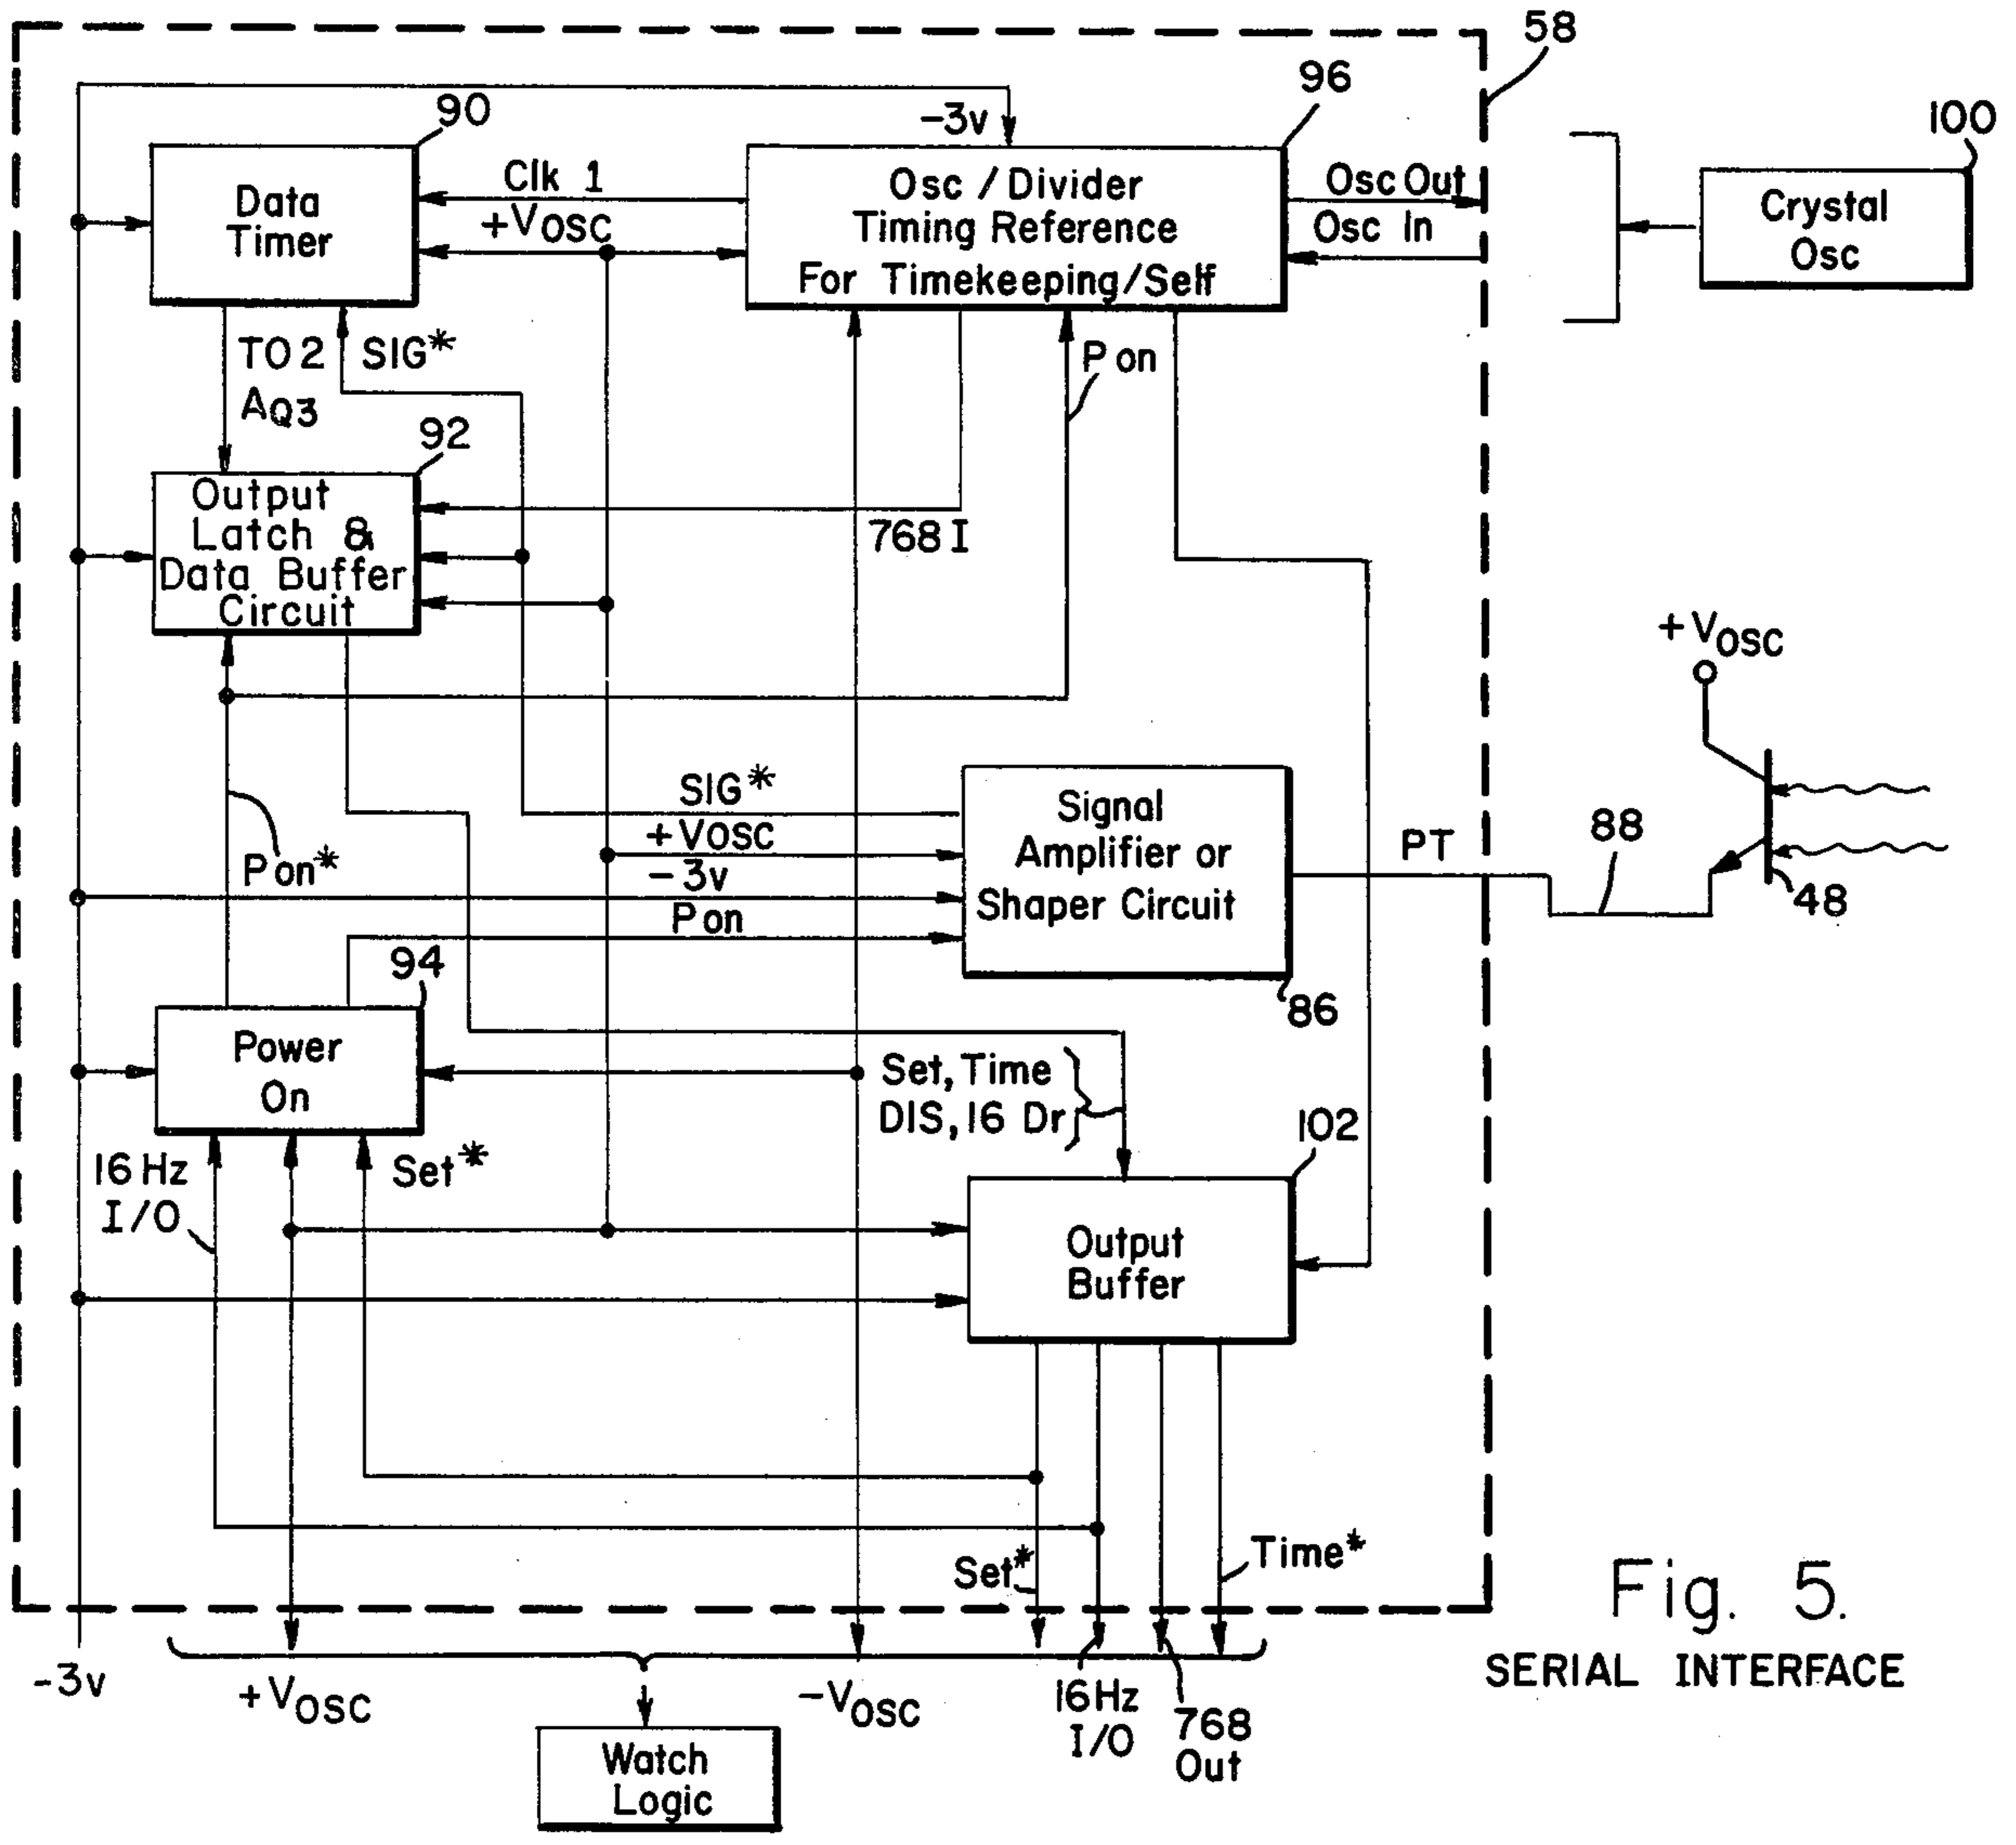 58
96
90
100
-3v
Data
Timer
Clk 1
+VOSC
Osc / Divider
Timing Reference
For Timekeeping/Self
Osc Out
Osc In
Crystal
Osc
TO2
AQ3
SIG*
P on
92
Output
Latch &
Data Buffer
Circuit
768 I
+VOSC
SIG*
+VOSC
-3v
P on
Signal
Amplifier or
Shaper Circuit
PT
88
48
P on*
94
86
Power
On
Set, Time
DIS, 16 Dr
102
16 Hz
I/O
Set*
Output
Buffer
Set*
Time*
Fig. 5.
SERIAL INTERFACE
-3v
+VOSC
-VOSC
16Hz
I/O
768
Out
Watch
Logic